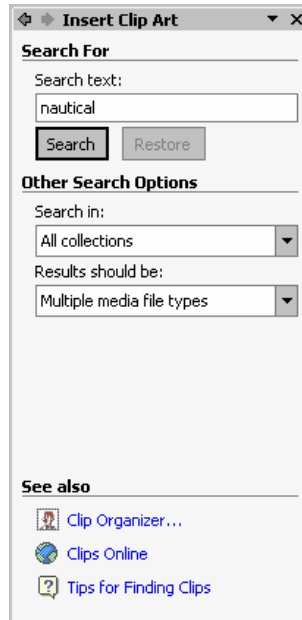 Insert Clip Art
Search For
Search text:
nautical
Search Restore
Other Search Options
Search in:
All collections
Results should be:
Multiple media file types
See also
Clip Organizer...
Clips Online
Tips for Finding Clips